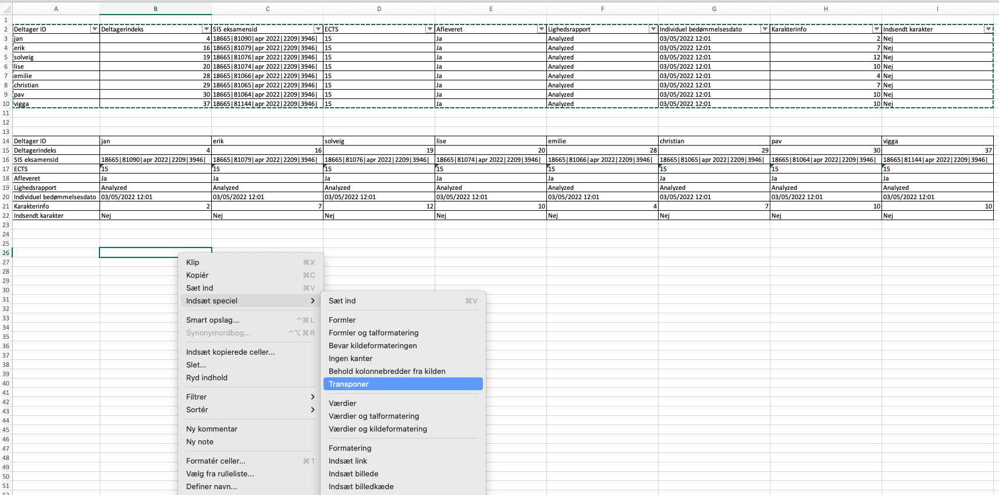 A B C D E F G H I
1
2 Deltager ID Deltagerindeks SIS eksamensid ECTS Afleveret Lighedsrapport Individuel bedømmelsesdato Karakterinfo Indsendt karakter
3 jan 4 18665|81090|apr 2022|2209|3946| 15 Ja Analyzed 03/05/2022 12:01 2 Nej
4 erik 16 18665|81079|apr 2022|2209|3946| 15 Ja Analyzed 03/05/2022 12:01 7 Nej
5 solveig 19 18665|81076|apr 2022|2209|3946| 15 Ja Analyzed 03/05/2022 12:01 12 Nej
6 lise 20 18665|81074|apr 2022|2209|3946| 15 Ja Analyzed 03/05/2022 12:01 10 Nej
7 emilie 28 18665|81066|apr 2022|2209|3946| 15 Ja Analyzed 03/05/2022 12:01 4 Nej
8 christian 29 18665|81065|apr 2022|2209|3946| 15 Ja Analyzed 03/05/2022 12:01 7 Nej
9 pav 30 18665|81064|apr 2022|2209|3946| 15 Ja Analyzed 03/05/2022 12:01 10 Nej
10 vigga 37 18665|81144|apr 2022|2209|3946| 15 Ja Analyzed 03/05/2022 12:01 10 Nej
11
12
13
14 Deltager ID jan erik solveig lise emilie christian pav vigga
15 Deltagerindeks 4 16 19 20 28 29 30 37
16 SIS eksamensid 18665|81090|apr 2022|2209|3946| 18665|81079|apr 2022|2209|3946| 18665|81076|apr 2022|2209|3946| 18665|81074|apr 2022|2209|3946| 18665|81066|apr 2022|2209|3946| 18665|81065|apr 2022|2209|3946| 18665|81064|apr 2022|2209|3946| 18665|81144|apr 2022|2209|3946|
17 ECTS 15 15 15 15 15 15 15 15
18 Afleveret Ja Ja Ja Ja Ja Ja Ja Ja
19 Lighedsrapport Analyzed Analyzed Analyzed Analyzed Analyzed Analyzed Analyzed Analyzed
20 Individuel bedømmelsesdato 03/05/2022 12:01 03/05/2022 12:01 03/05/2022 12:01 03/05/2022 12:01 03/05/2022 12:01 03/05/2022 12:01 03/05/2022 12:01 03/05/2022 12:01
21 Karakterinfo 2 7 12 10 4 7 10 10
22 Indsendt karakter Nej Nej Nej Nej Nej Nej Nej Nej
23
24
25
26
27
28
29
30
31
32
33
34
35
36
37
38
39
40
41
42
43
44
45
46
47
48
49
50
51
Klip ⌘X
Kopiér ⌘C
Sæt ind ⌘V
Indsæt speciel
Smart opslag... ^⌘L
Synonymordbog... ^⌥⌘R
Indsæt kopierede celler...
Slet...
Ryd indhold
Filtrer
Sortér
Ny kommentar
Ny note
Formatér celler... ⌘1
Vælg fra rulleliste...
Definer navn...
Sæt ind ⌘V
Formler
Formler og talformatering
Bevar kildeformateringen
Ingen kanter
Behold kolonnebredder fra kilden
Transponer
Værdier
Værdier og talformatering
Værdier og kildeformatering
Formatering
Indsæt link
Indsæt billede
Indsæt billedkæde